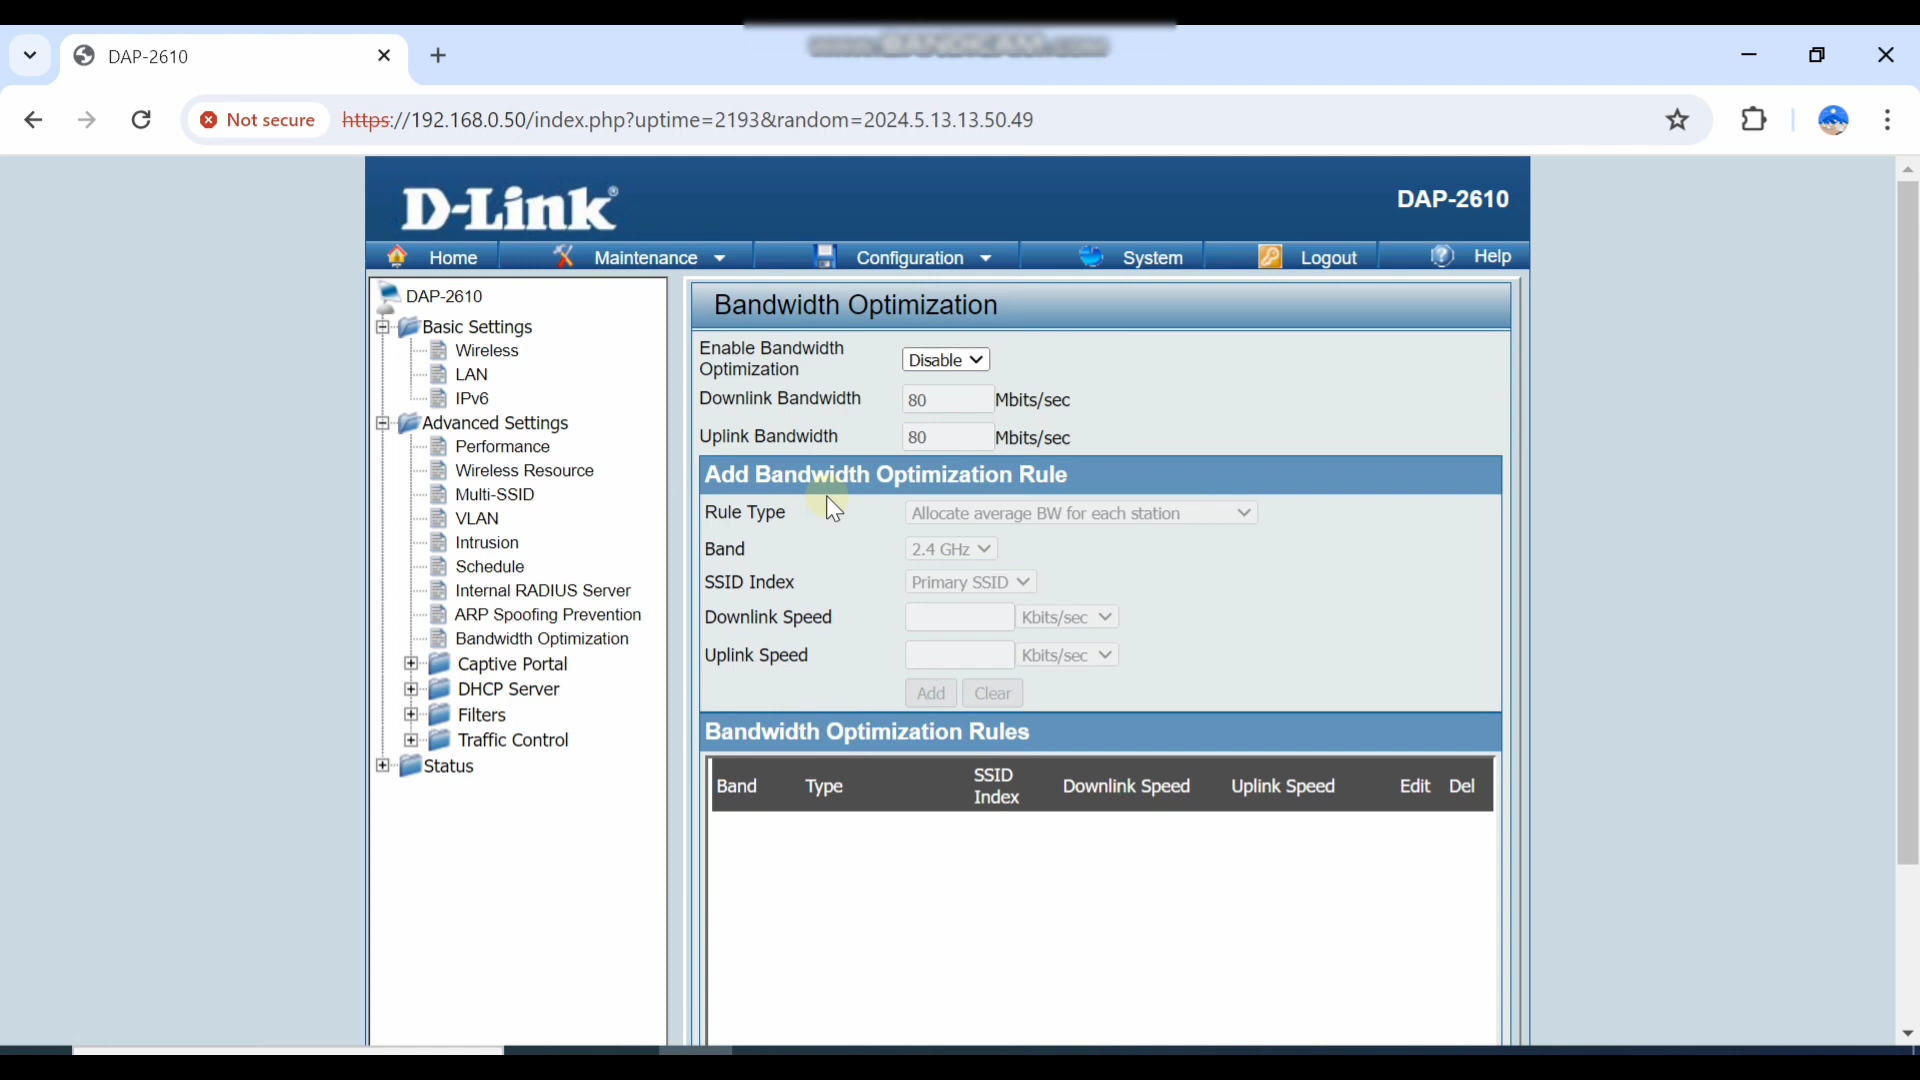 DAP-2610
Not secure
https://192.168.0.50/index.php?uptime=2193&random=2024.5.13.13.50.49
D-Link®
DAP-2610
Home
Maintenance
Configuration
System
Logout
Help
DAP-2610
Basic Settings
Wireless
LAN
IPv6
Advanced Settings
Performance
Wireless Resource
Multi-SSID
VLAN
Intrusion
Schedule
Internal RADIUS Server
ARP Spoofing Prevention
Bandwidth Optimization
Captive Portal
DHCP Server
Filters
Traffic Control
Status
Bandwidth Optimization
Enable Bandwidth
Optimization
Disable
Downlink Bandwidth 80 Mbits/sec
Uplink Bandwidth 80 Mbits/sec
Add Bandwidth Optimization Rule
Rule Type Allocate average BW for each station
Band 2.4 GHz
SSID Index Primary SSID
Downlink Speed Kbits/sec
Uplink Speed Kbits/sec
Add Clear
Bandwidth Optimization Rules
Band Type SSID Index Downlink Speed Uplink Speed Edit Del